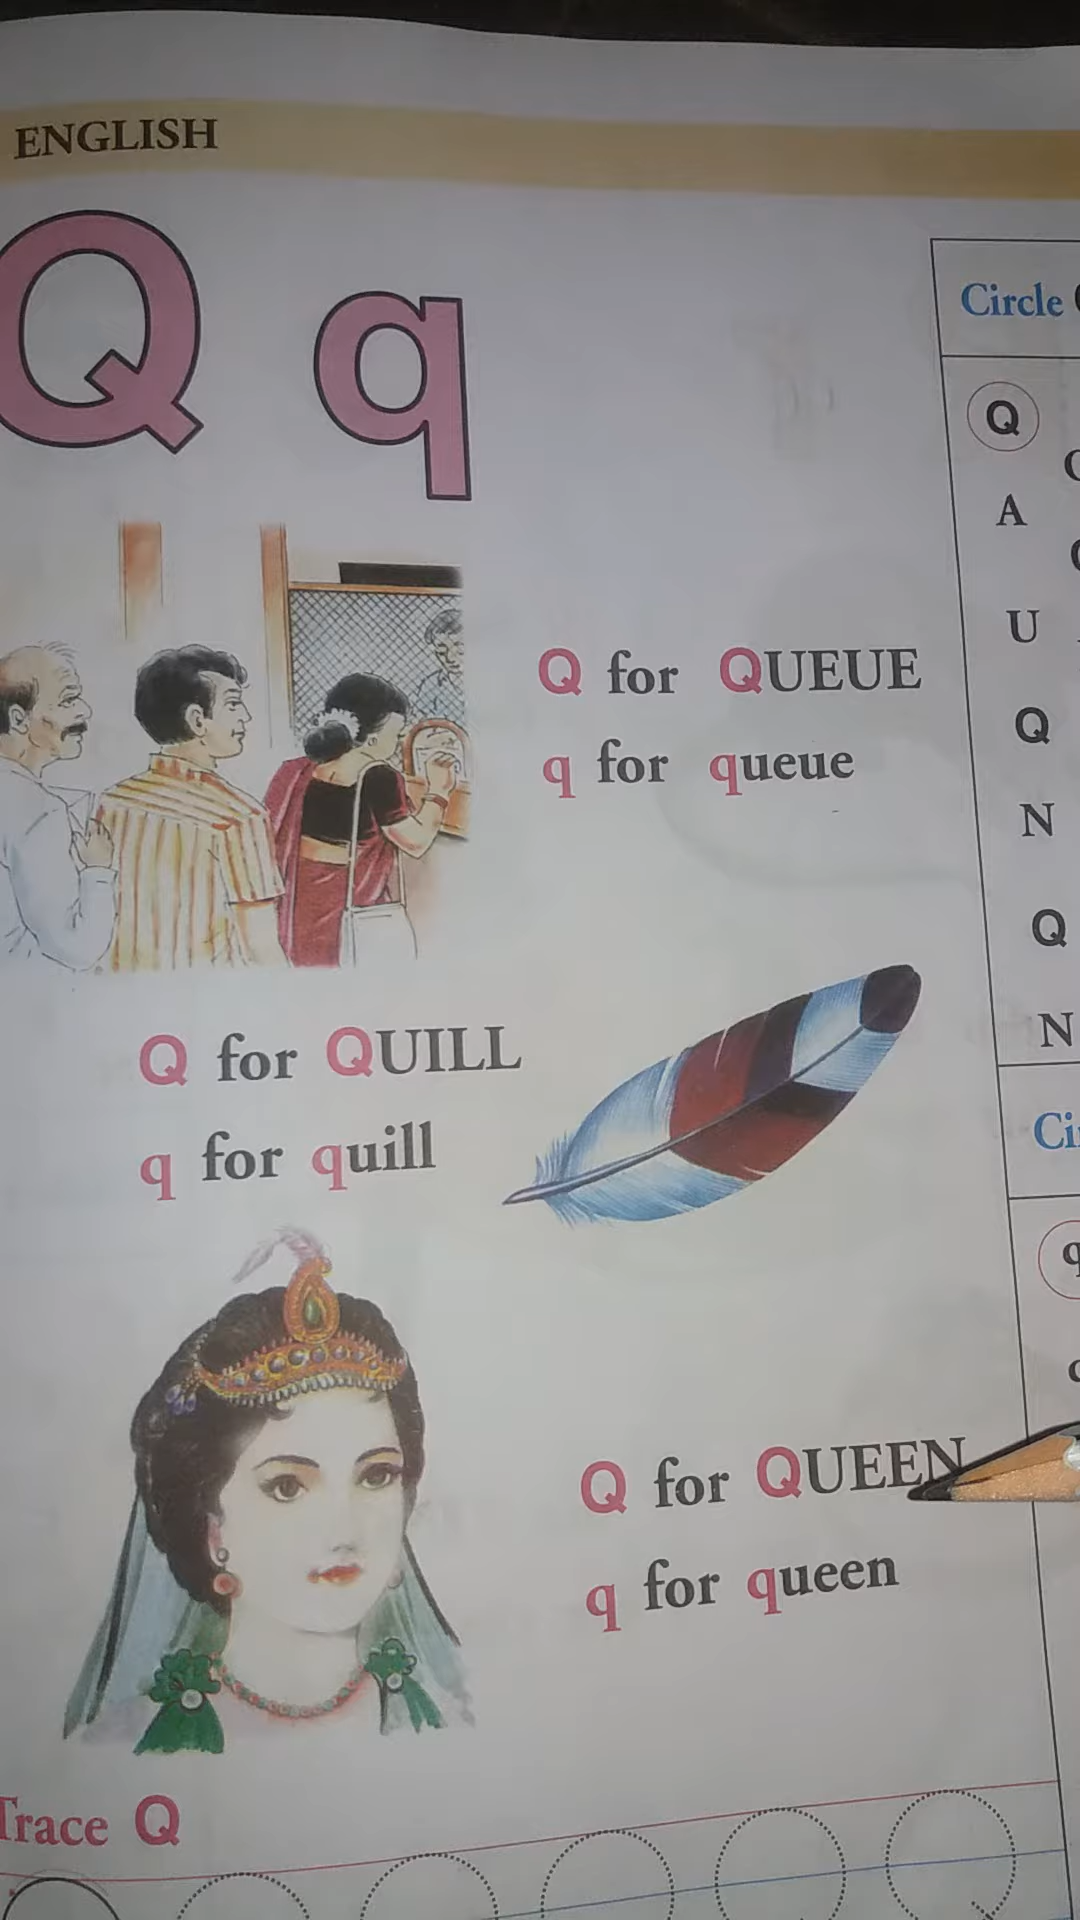 ENGLISH
Q q
Q for QUEUE
q for queue
Q for QUILL
q for quill
Q for QUEEN
q for queen
Trace Q
Circle
Q
A
U
Q
N
Q
N
q